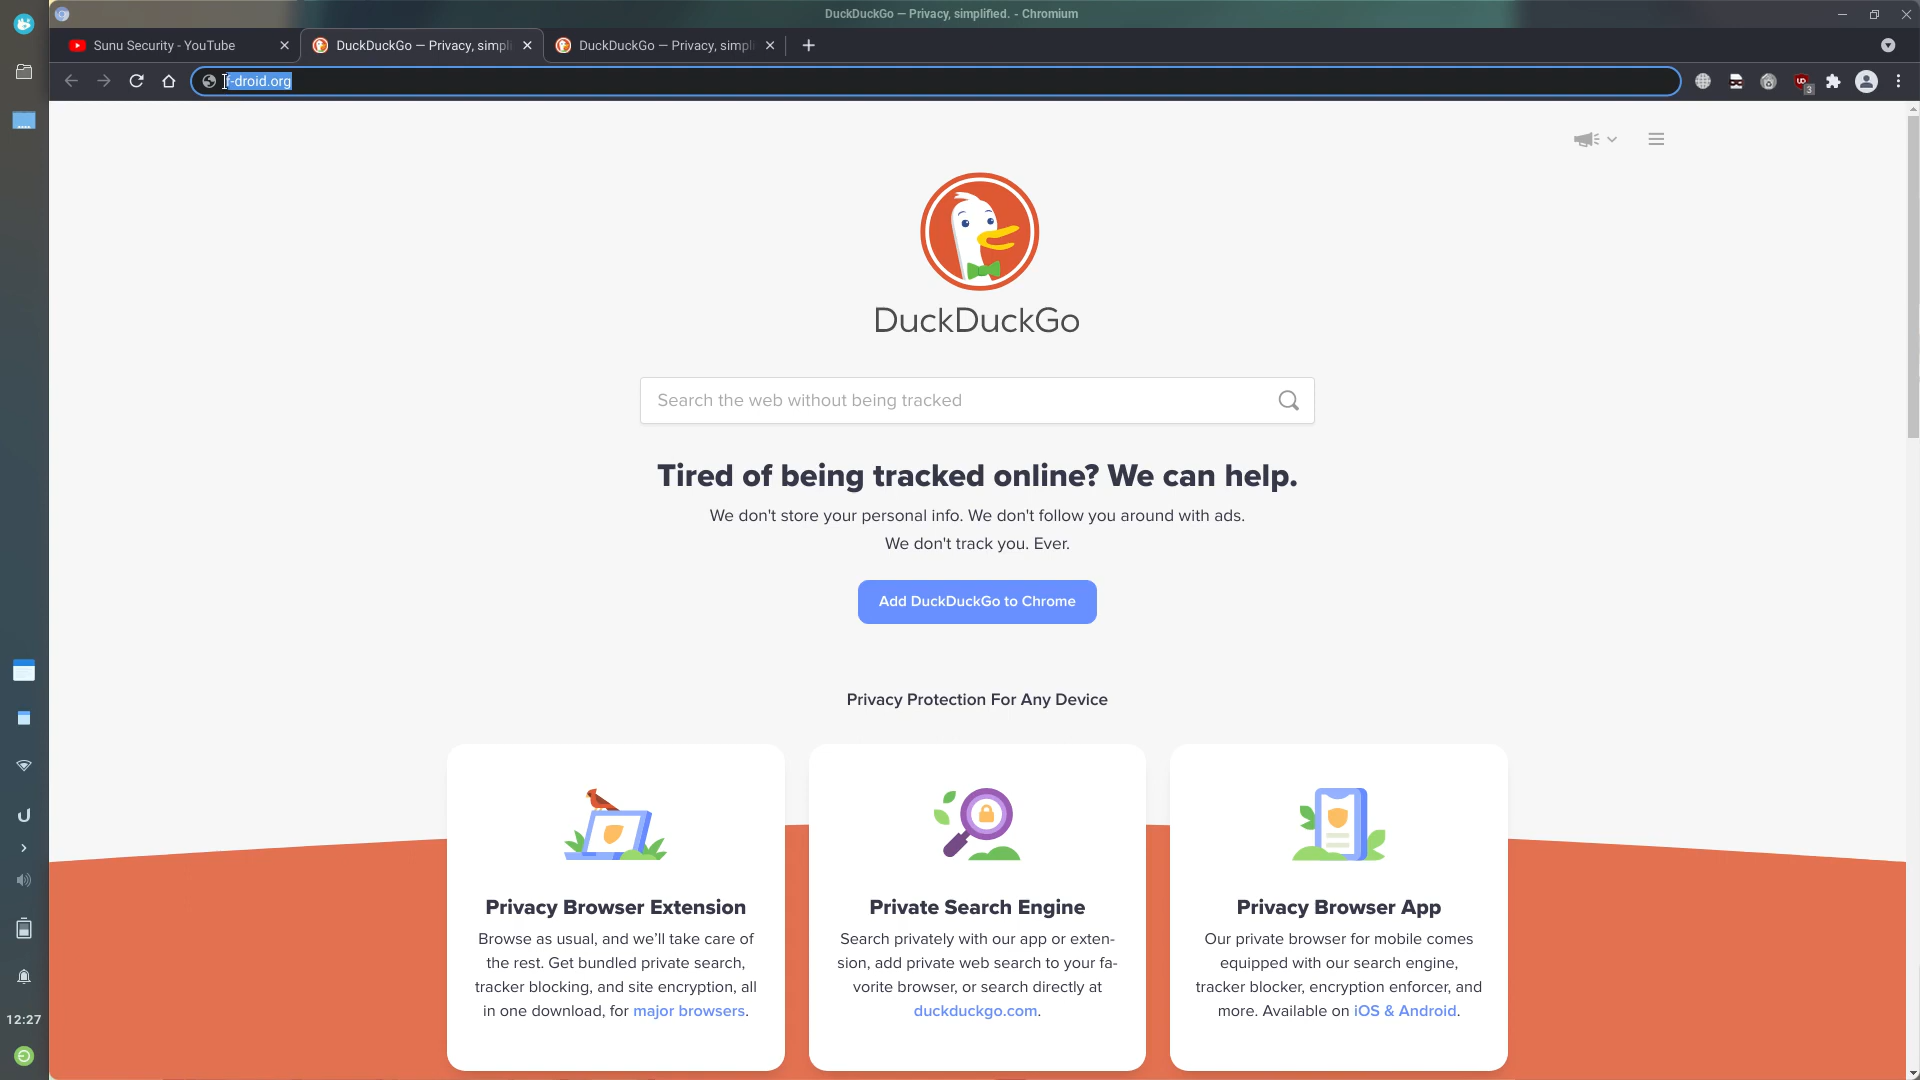 DuckDuckGo — Privacy, simplified. - Chromium
Sunu Security - YouTube
DuckDuckGo — Privacy, simpli
DuckDuckGo — Privacy, simpli
f-droid.org
3
DuckDuckGo
Search the web without being tracked
Tired of being tracked online? We can help.
We don't store your personal info. We don't follow you around with ads.
We don't track you. Ever.
Add DuckDuckGo to Chrome
Privacy Protection For Any Device
Privacy Browser Extension
Browse as usual, and we’ll take care of
the rest. Get bundled private search,
tracker blocking, and site encryption, all
in one download, for major browsers.
Private Search Engine
Search privately with our app or exten-
sion, add private web search to your fa-
vorite browser, or search directly at
duckduckgo.com.
Privacy Browser App
Our private browser for mobile comes
equipped with our search engine,
tracker blocker, encryption enforcer, and
more. Available on iOS & Android.
12:27